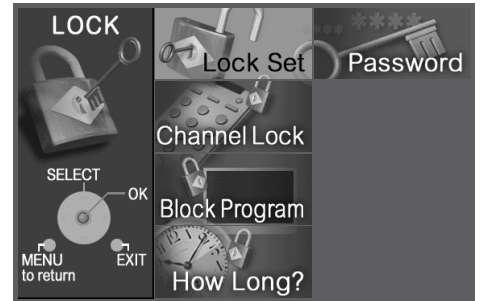 LOCK
SELECT
OK
MENU
to return
EXIT
Lock Set
Channel Lock
Block Program
How Long?
****
Password